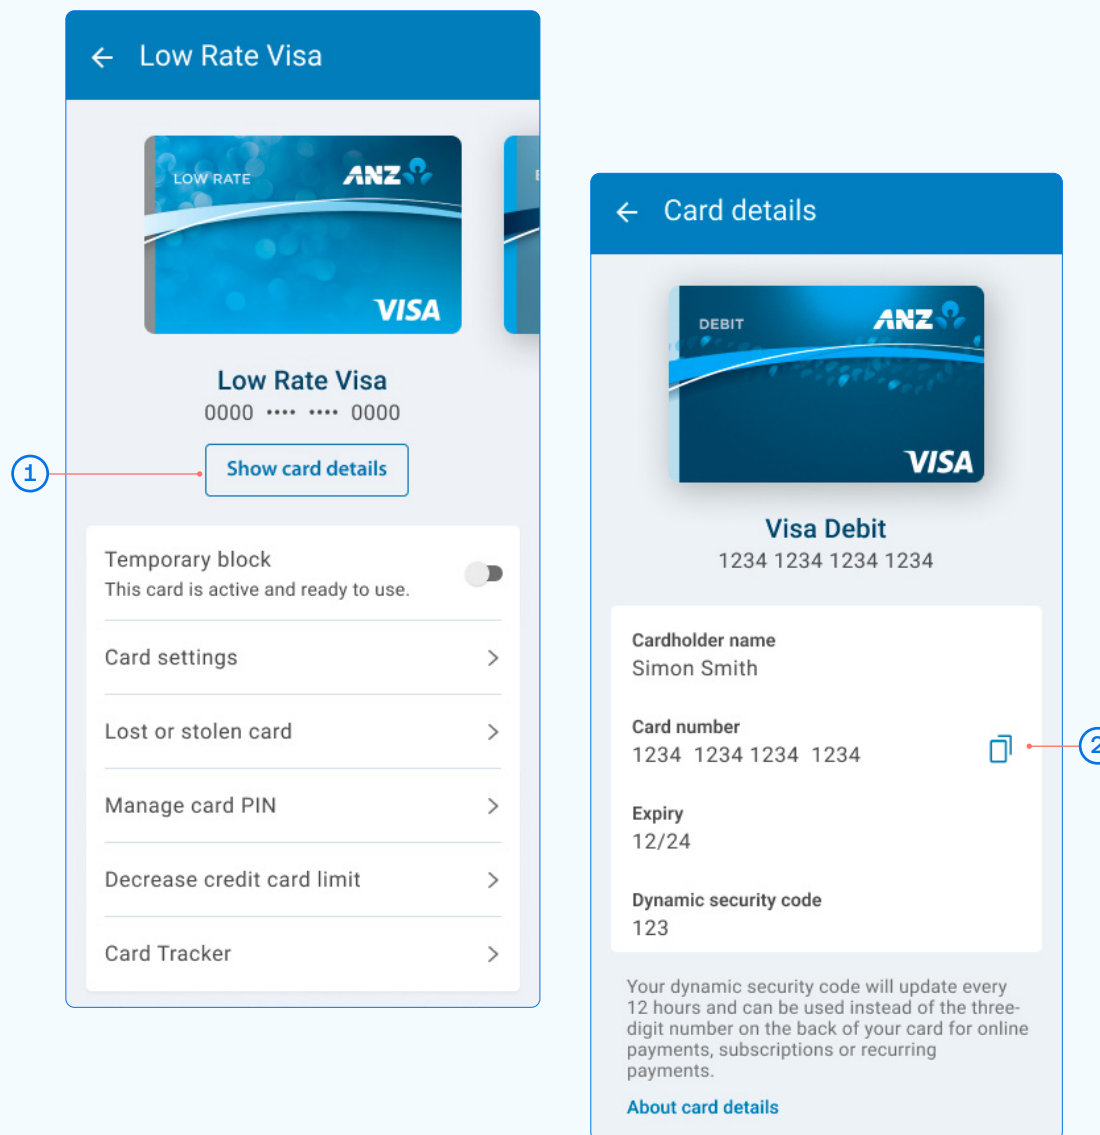 Low Rate Visa
LOW RATE
ANZ
VISA
Low Rate Visa
0000 •••• •••• 0000
1
Show card details
Temporary block
This card is active and ready to use.
Card settings
Lost or stolen card
Manage card PIN
Decrease credit card limit
Card Tracker
Card details
DEBIT
ANZ
VISA
Visa Debit
1234 1234 1234 1234
Cardholder name
Simon Smith
Card number
1234 1234 1234 1234
2
Expiry
12/24
Dynamic security code
123
Your dynamic security code will update every
12 hours and can be used instead of the three-
digit number on the back of your card for online
payments, subscriptions or recurring
payments.
About card details